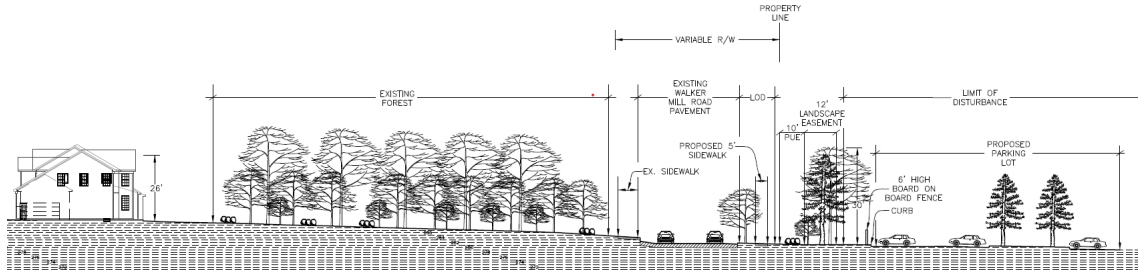 PROPERTY
LINE
VARIABLE R/W
EXISTING
FOREST
EXISTING
WALKER
MILL ROAD
PAVEMENT
LOD
12'
LANDSCAPE
EASEMENT
LIMIT OF
DISTURBANCE
10'
PUE
PROPOSED 5'
SIDEWALK
EX. SIDEWALK
PROPOSED
PARKING
LOT
26'
30'
6' HIGH
BOARD ON
BOARD FENCE
CURB